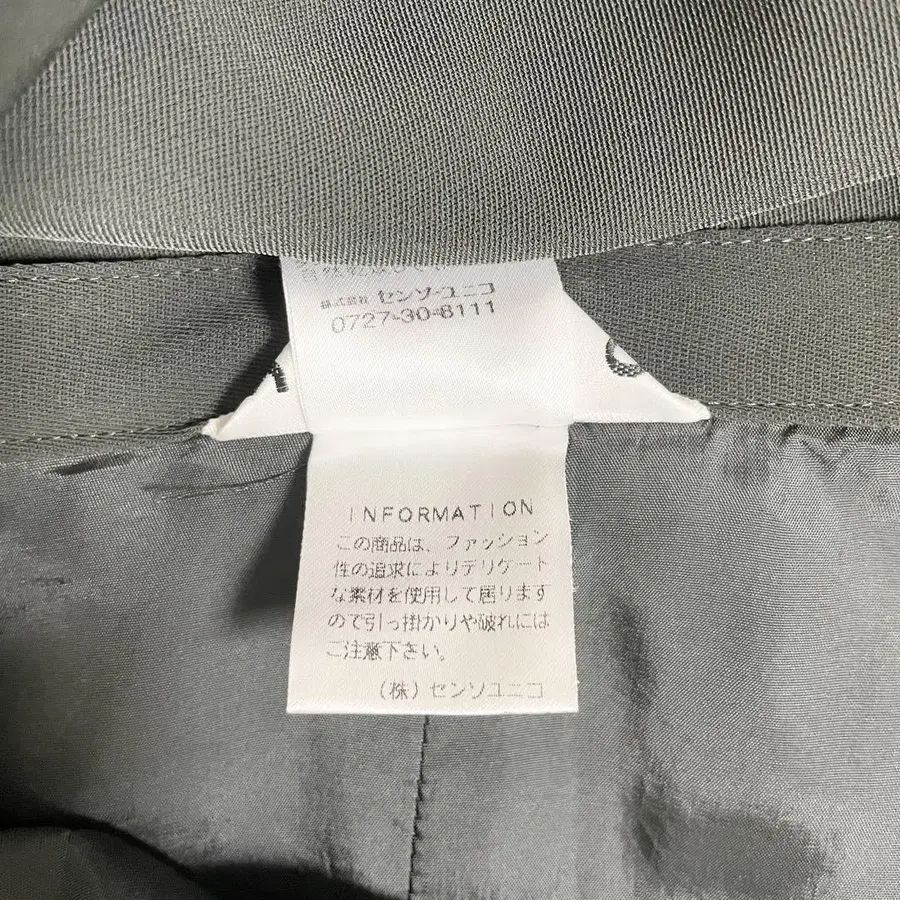 株式会社 センソ・ユニコ
0727-30-8111
INFORMATION
この商品は、ファッション
性の追求によりデリケート
な素材を使用して居ります
ので引っ掛かりや破れには
ご注意下さい。
（株）センソユニコ